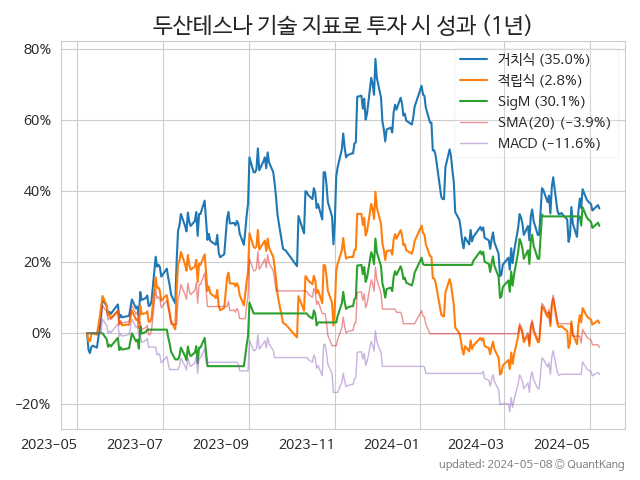 두산테스나 기술 지표로 투자 시 성과 (1년)
80%
60%
40%
20%
0%
−20%
거치식 (35.0%)
적립식 (2.8%)
SigM (30.1%)
SMA(20) (−3.9%)
MACD (−11.6%)
2023-05
2023-07
2023-09
2023-11
2024-01
2024-03
2024-05
updated: 2024-05-08 © QuantKang